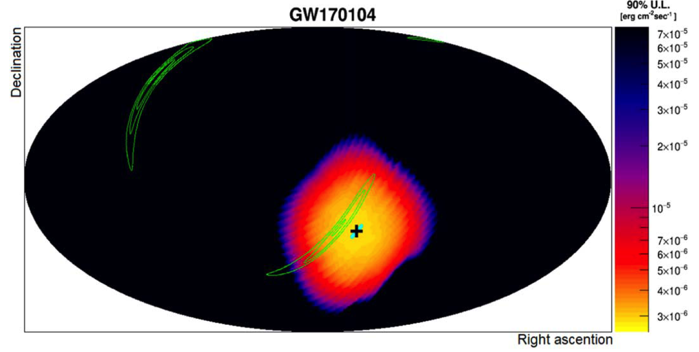 GW170104
90% U.L.
[erg cm⁻²sec⁻¹]
Declination
7×10⁻⁵
6×10⁻⁵
5×10⁻⁵
4×10⁻⁵
3×10⁻⁵
2×10⁻⁵
10⁻⁵
7×10⁻⁶
6×10⁻⁶
5×10⁻⁶
4×10⁻⁶
3×10⁻⁶
Right ascention